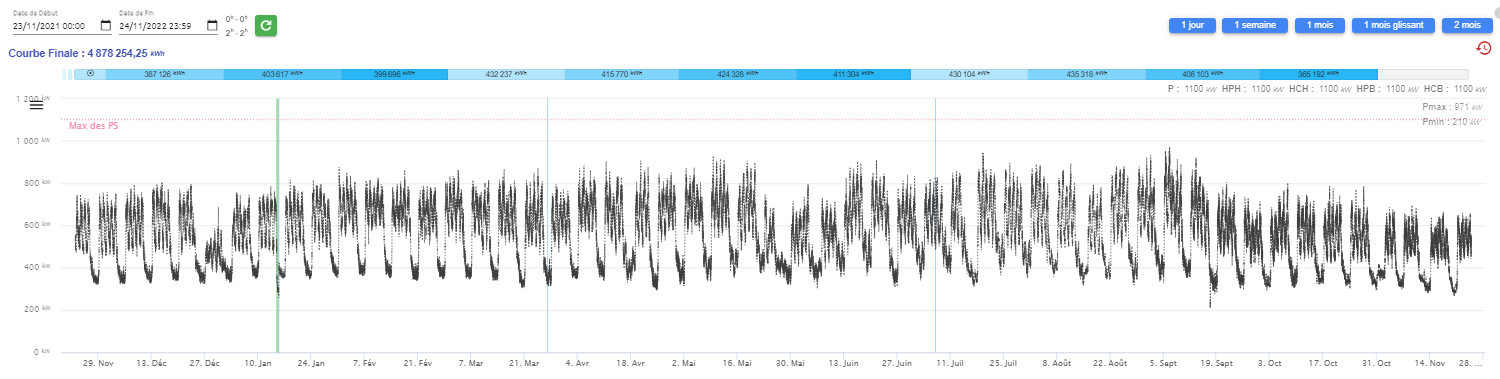 Date de Début
23/11/2021 00:00
Date de Fin
24/11/2022 23:59
0h - 0h
2h - 2h
1 jour
1 semaine
1 mois
1 mois glissant
2 mois
Courbe Finale : 4 878 254,25 kWh
387 126 kWh
403 617 kWh
399 698 kWh
432 237 kWh
415 770 kWh
424 328 kWh
411 304 kWh
430 104 kWh
435 318 kWh
406 103 kWh
365 192 kWh
P : 1100 kW HPH : 1100 kW HCH : 1100 kW HPB : 1100 kW HCB : 1100 kW
Pmax : 971 kW
Pmin : 210 kW
Max des PS
1 200 kW
1 000 kW
800 kW
600 kW
400 kW
200 kW
0 kW
29. Nov
13. Déc
27. Déc
10. Jan
24. Jan
7. Fév
21. Fév
7. Mar
21. Mar
4. Avr
18. Avr
2. Mai
16. Mai
30. Mai
13. Juin
27. Juin
11. Juil
25. Juil
8. Août
22. Août
5. Sept
19. Sept
3. Oct
17. Oct
31. Oct
14. Nov
28. ...